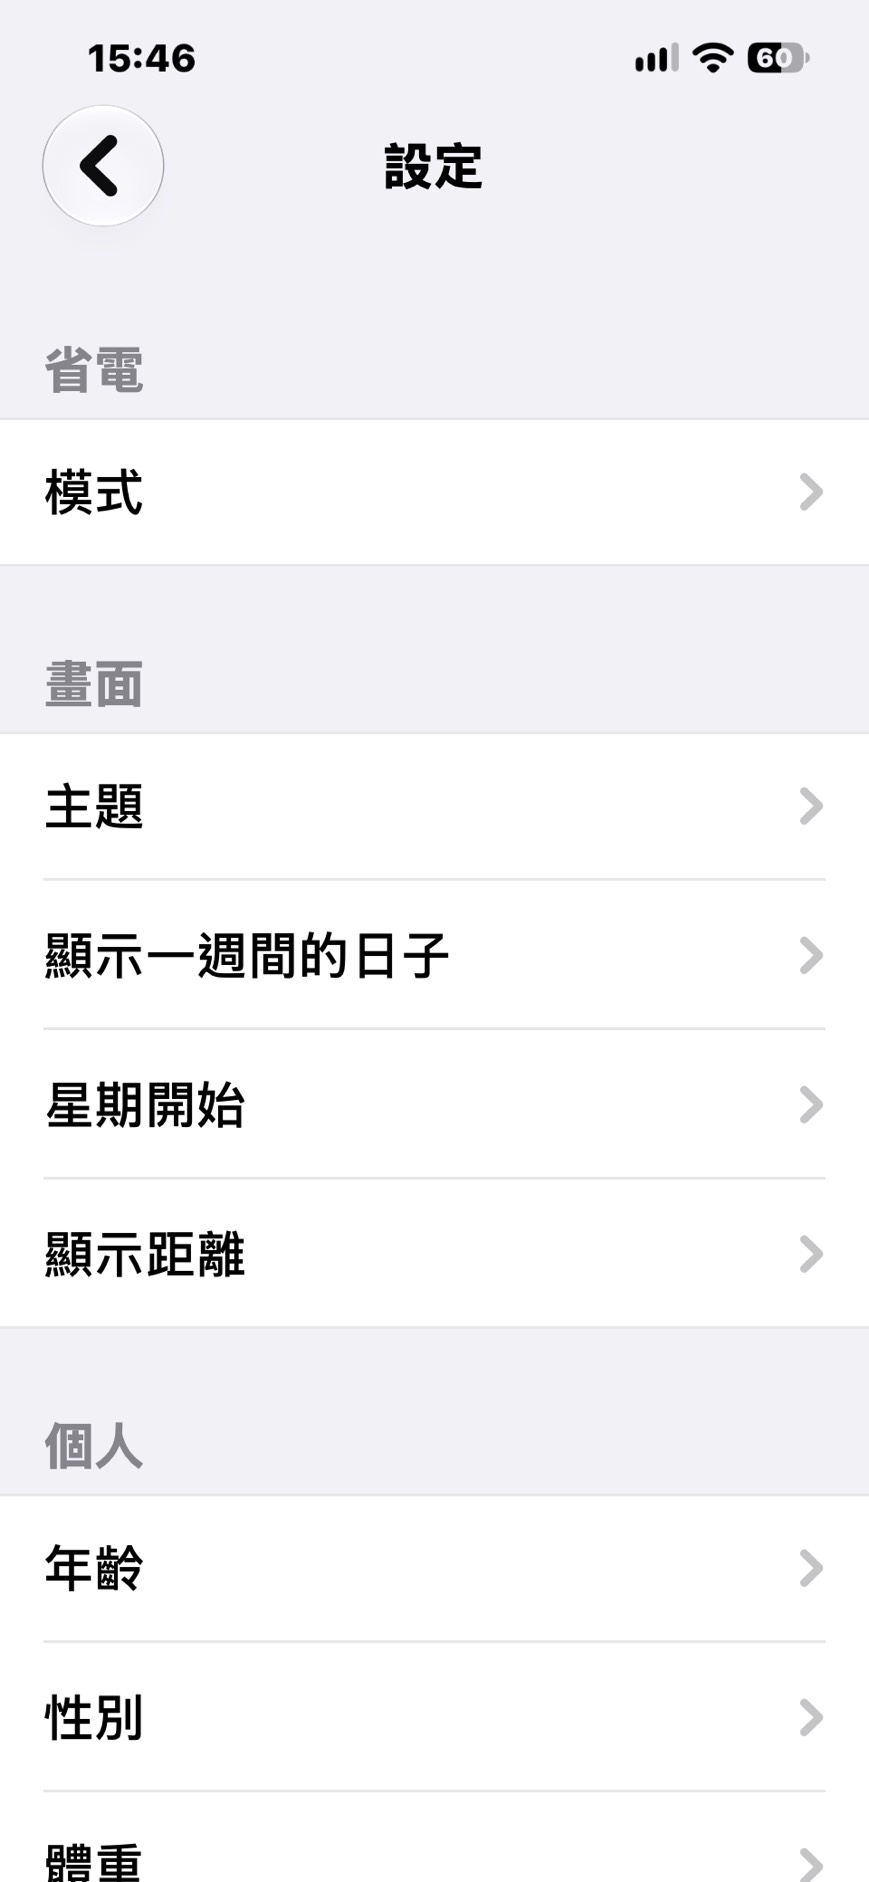 15:46
60
設定
省電
模式
畫面
主題
顯示一週間的日子
星期開始
顯示距離
個人
年齡
性別
體重